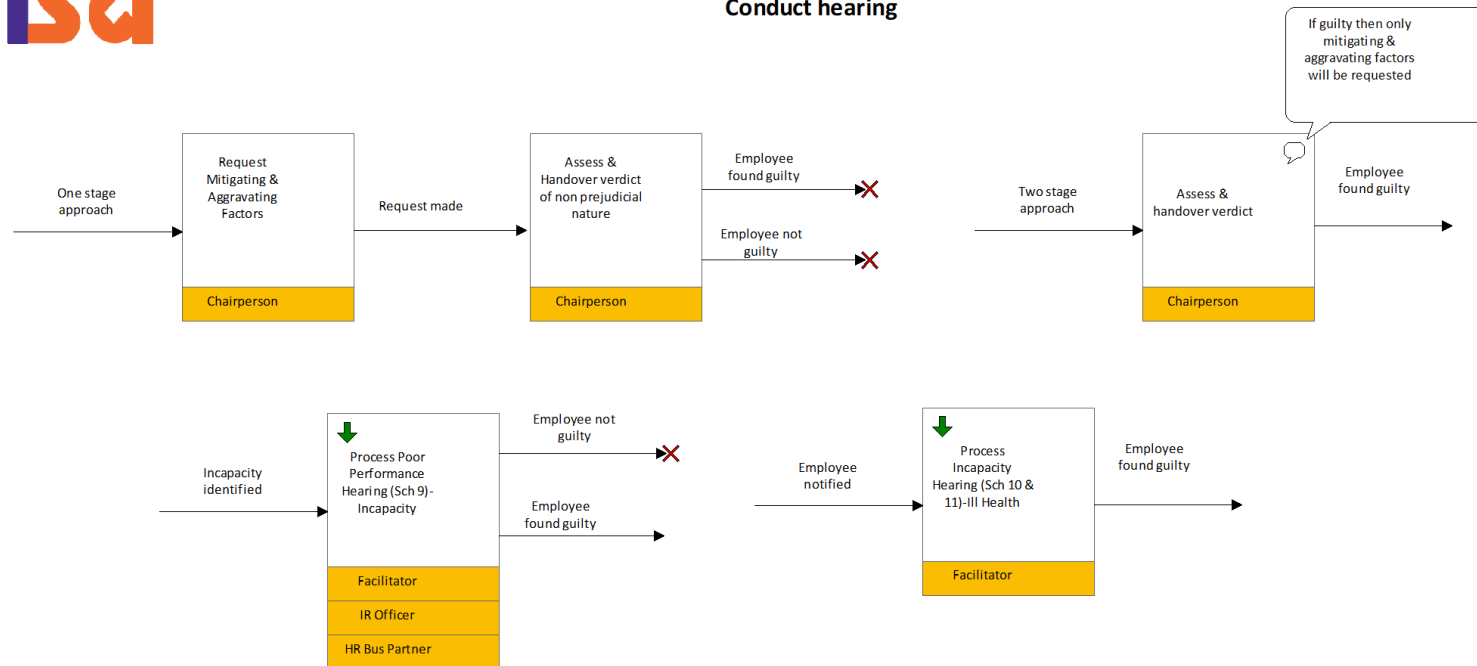 Conduct hearing
If guilty then only
mitigating &
aggravating factors
will be requested
One stage
approach
Request
Mitigating &
Aggravating
Factors
Chairperson
Request made
Assess &
Handover verdict
of non prejudicial
nature
Chairperson
Employee
found guilty
Employee not
guilty
Two stage
approach
Assess &
handover verdict
Chairperson
Employee
found guilty
Incapacity
identified
Process Poor
Performance
Hearing (Sch 9)-
Incapacity
Facilitator
IR Officer
HR Bus Partner
Employee not
guilty
Employee
found guilty
Employee
notified
Process
Incapacity
Hearing (Sch 10 &
11)-Ill Health
Facilitator
Employee
found guilty